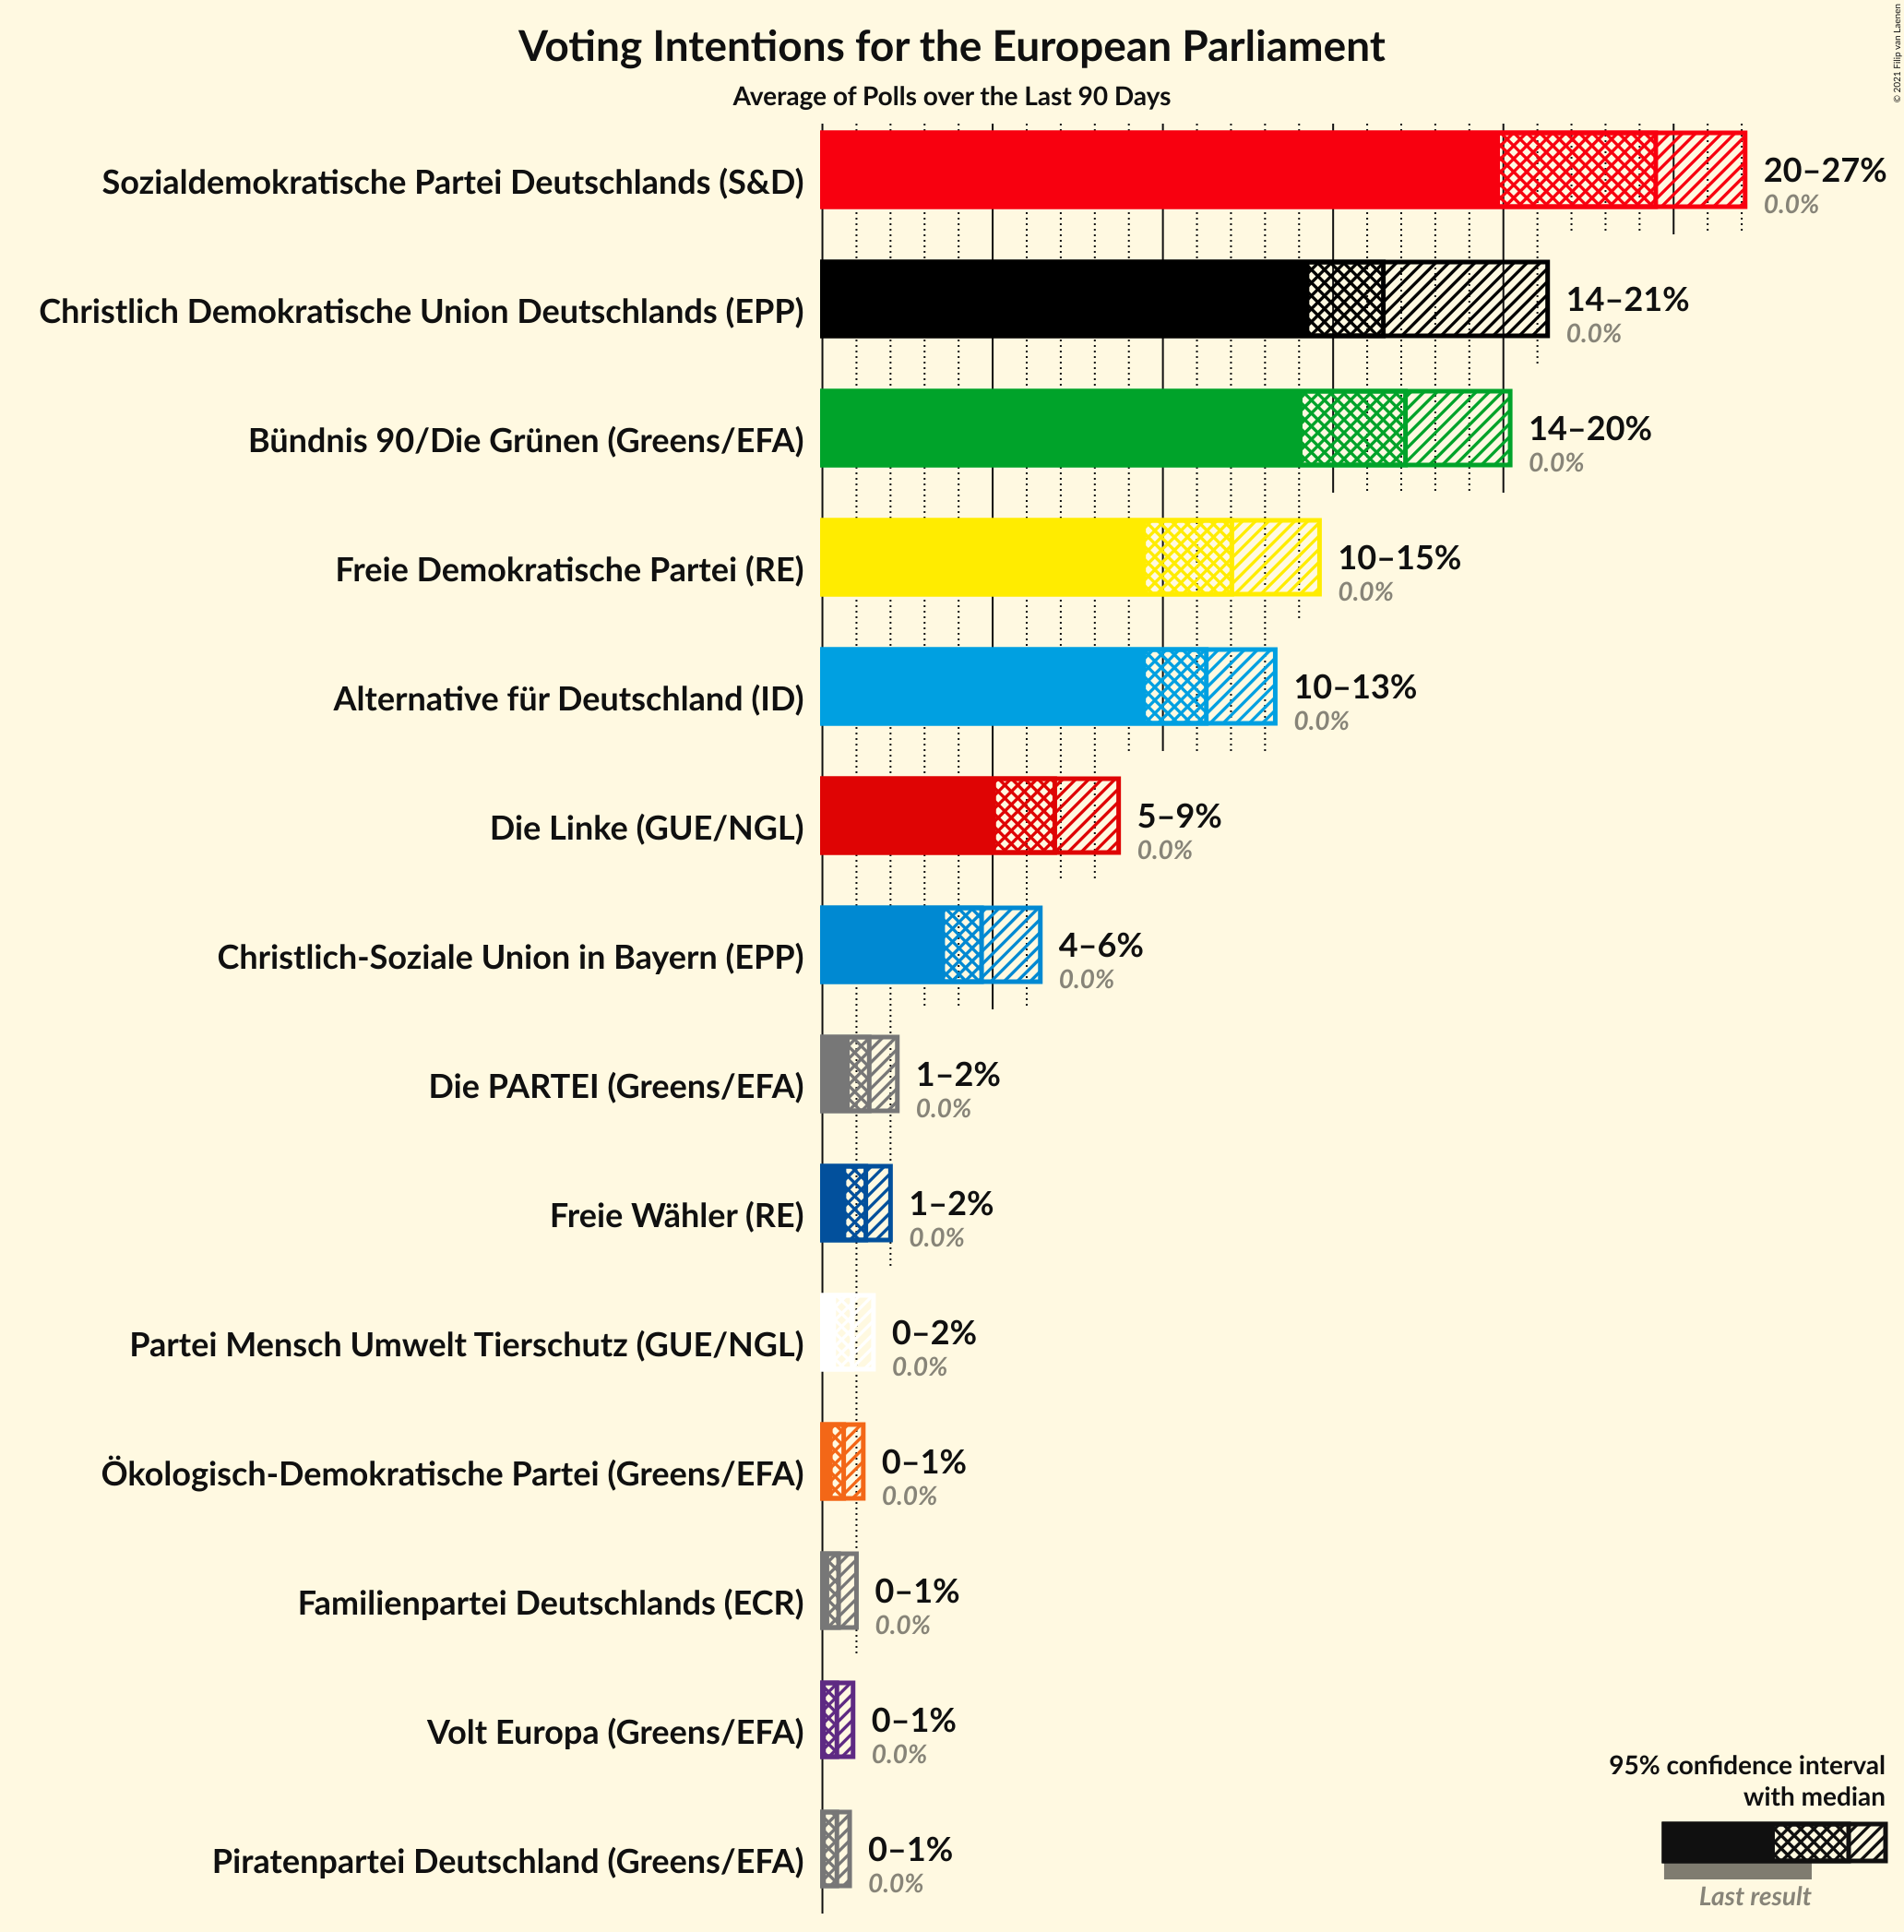 © 2021 Filip van Laenen
Voting Intentions for the European Parliament
Average of Polls over the Last 90 Days
Sozialdemokratische Partei Deutschlands (S&D)
20–27%
0.0%
Christlich Demokratische Union Deutschlands (EPP)
14–21%
0.0%
Bündnis 90/Die Grünen (Greens/EFA)
14–20%
0.0%
Freie Demokratische Partei (RE)
10–15%
0.0%
Alternative für Deutschland (ID)
10–13%
0.0%
Die Linke (GUE/NGL)
5–9%
0.0%
Christlich-Soziale Union in Bayern (EPP)
4–6%
0.0%
Die PARTEI (Greens/EFA)
1–2%
0.0%
Freie Wähler (RE)
1–2%
0.0%
Partei Mensch Umwelt Tierschutz (GUE/NGL)
0–2%
0.0%
Ökologisch-Demokratische Partei (Greens/EFA)
0–1%
0.0%
Familienpartei Deutschlands (ECR)
0–1%
0.0%
Volt Europa (Greens/EFA)
0–1%
0.0%
Piratenpartei Deutschland (Greens/EFA)
0–1%
0.0%
95% confidence interval
with median
Last result